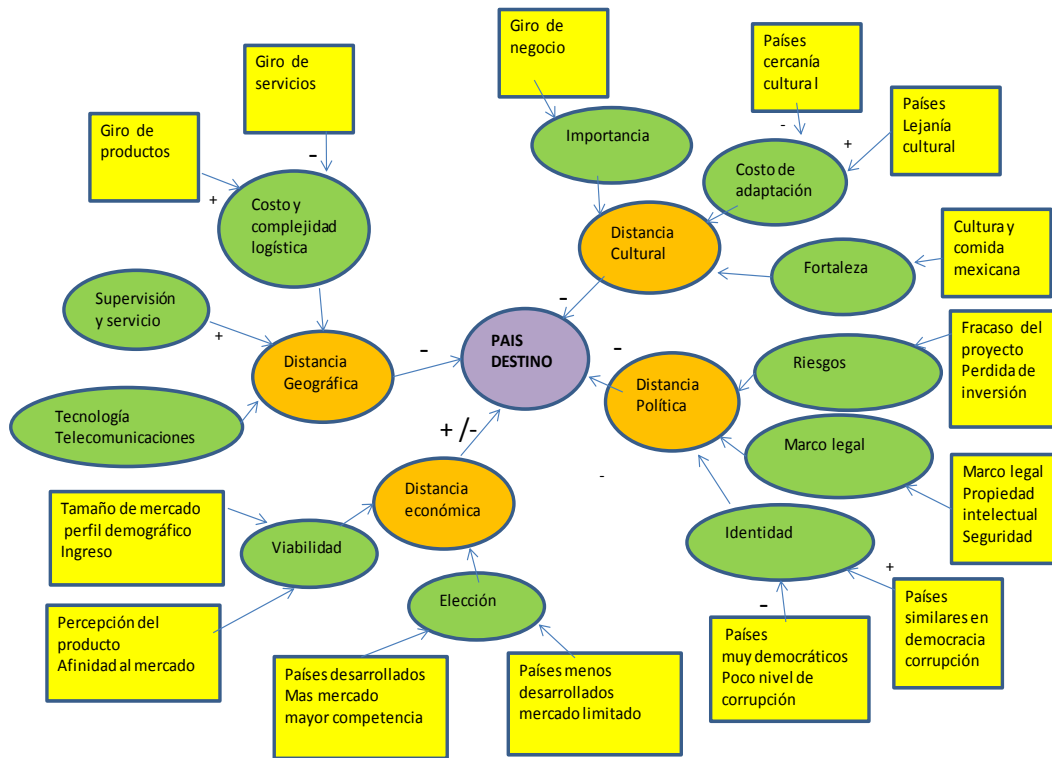 Giro de
negocio
Países
cercanía
cultural
Giro de
servicios
Países
Lejanía
cultural
Giro de
productos
Importancia
-
+
Costo de
adaptación
-
+
Costo y
complejidad
logística
Distancia
Cultural
Cultura y
comida
mexicana
Fortaleza
Supervisión
y servicio
+
-
Fracaso del
proyecto
Perdida de
inversión
PAIS
DESTINO
-
-
Distancia
Geográfica
Riesgos
Distancia
Política
Tecnología
Telecomunicaciones
+ /-
Marco legal
Marco legal
Propiedad
intelectual
Seguridad
-
Distancia
económica
Tamaño de mercado
perfil demográfico
Ingreso
Viabilidad
Identidad
+
Elección
Países
similares en
democracia
corrupción
-
Percepción del
producto
Afinidad al mercado
Países
muy democráticos
Poco nivel de
corrupción
Países desarrollados
Mas mercado
mayor competencia
Países menos
desarrollados
mercado limitado